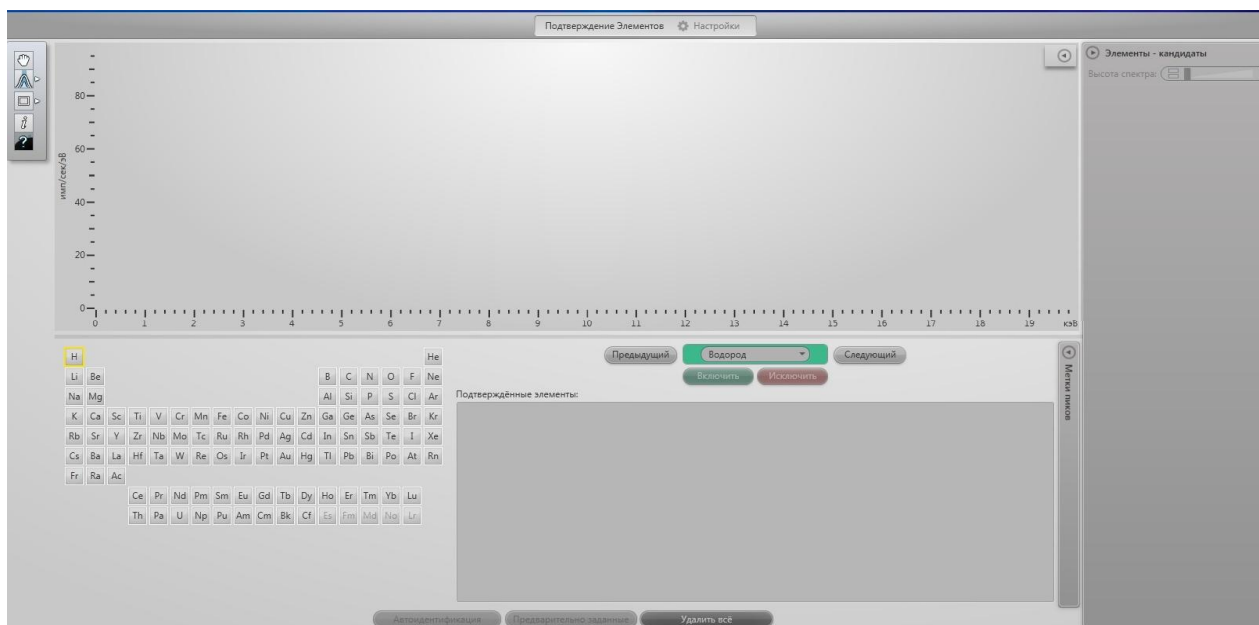 Подтверждение Элементов Настройки
Элементы - кандидаты
Высота спектра:
имп/сек/эВ
80
60
40
20
0
0 1 2 3 4 5 6 7 8 9 10 11 12 13 14 15 16 17 18 19 кэВ
H He
Li Be B C N O F Ne
Na Mg Al Si P S Cl Ar
K Ca Sc Ti V Cr Mn Fe Co Ni Cu Zn Ga Ge As Se Br Kr
Rb Sr Y Zr Nb Mo Tc Ru Rh Pd Ag Cd In Sn Sb Te I Xe
Cs Ba La Hf Ta W Re Os Ir Pt Au Hg Tl Pb Bi Po At Rn
Fr Ra Ac
Ce Pr Nd Pm Sm Eu Gd Tb Dy Ho Er Tm Yb Lu
Th Pa U Np Pu Am Cm Bk Cf Es Fm Md No Lr
Предыдущий Водород Следующий
Включить Исключить
Подтверждённые элементы:
Метки пиков
Автоидентификация Предварительно заданные Удалить всё